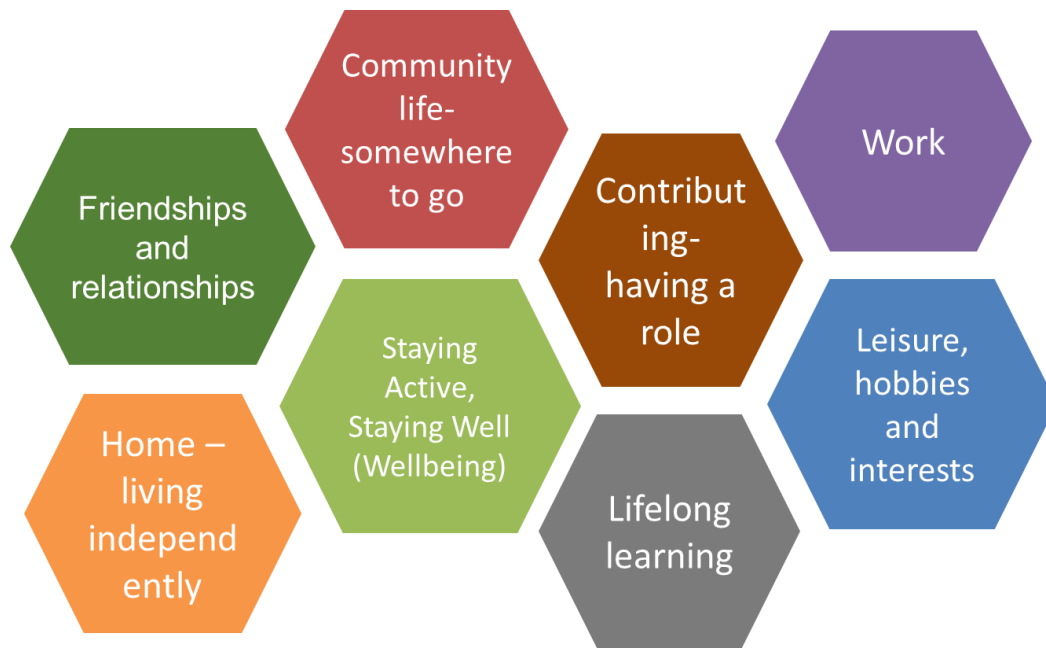 Friendships
and
relationships
Community
life-
somewhere
to go
Contribut
ing-
having a
role
Work
Home –
living
independ
ently
Staying
Active,
Staying Well
(Wellbeing)
Lifelong
learning
Leisure,
hobbies
and
interests